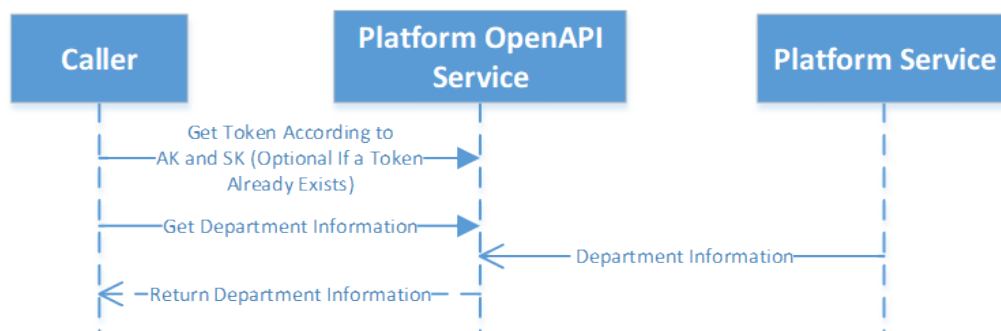 Caller
Platform OpenAPI
Service
Platform Service
Get Token According to
AK and SK (Optional If a Token
Already Exists)
Get Department Information
Department Information
Return Department Information